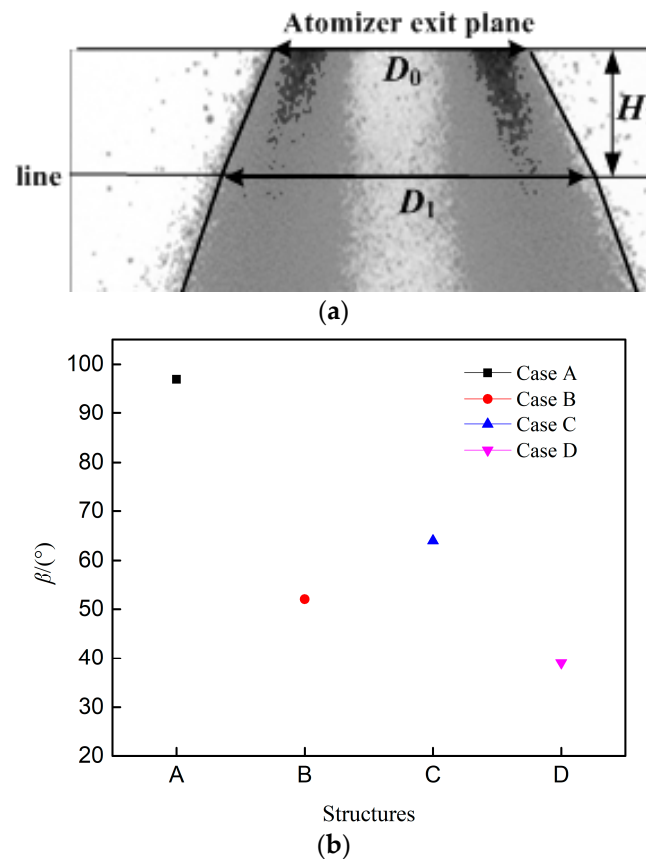 Atomizer exit plane
D0
H
line
D1
(a)
100
90
80
70
60
50
40
30
20
β/(°)
Case A
Case B
Case C
Case D
A B C D
Structures
(b)